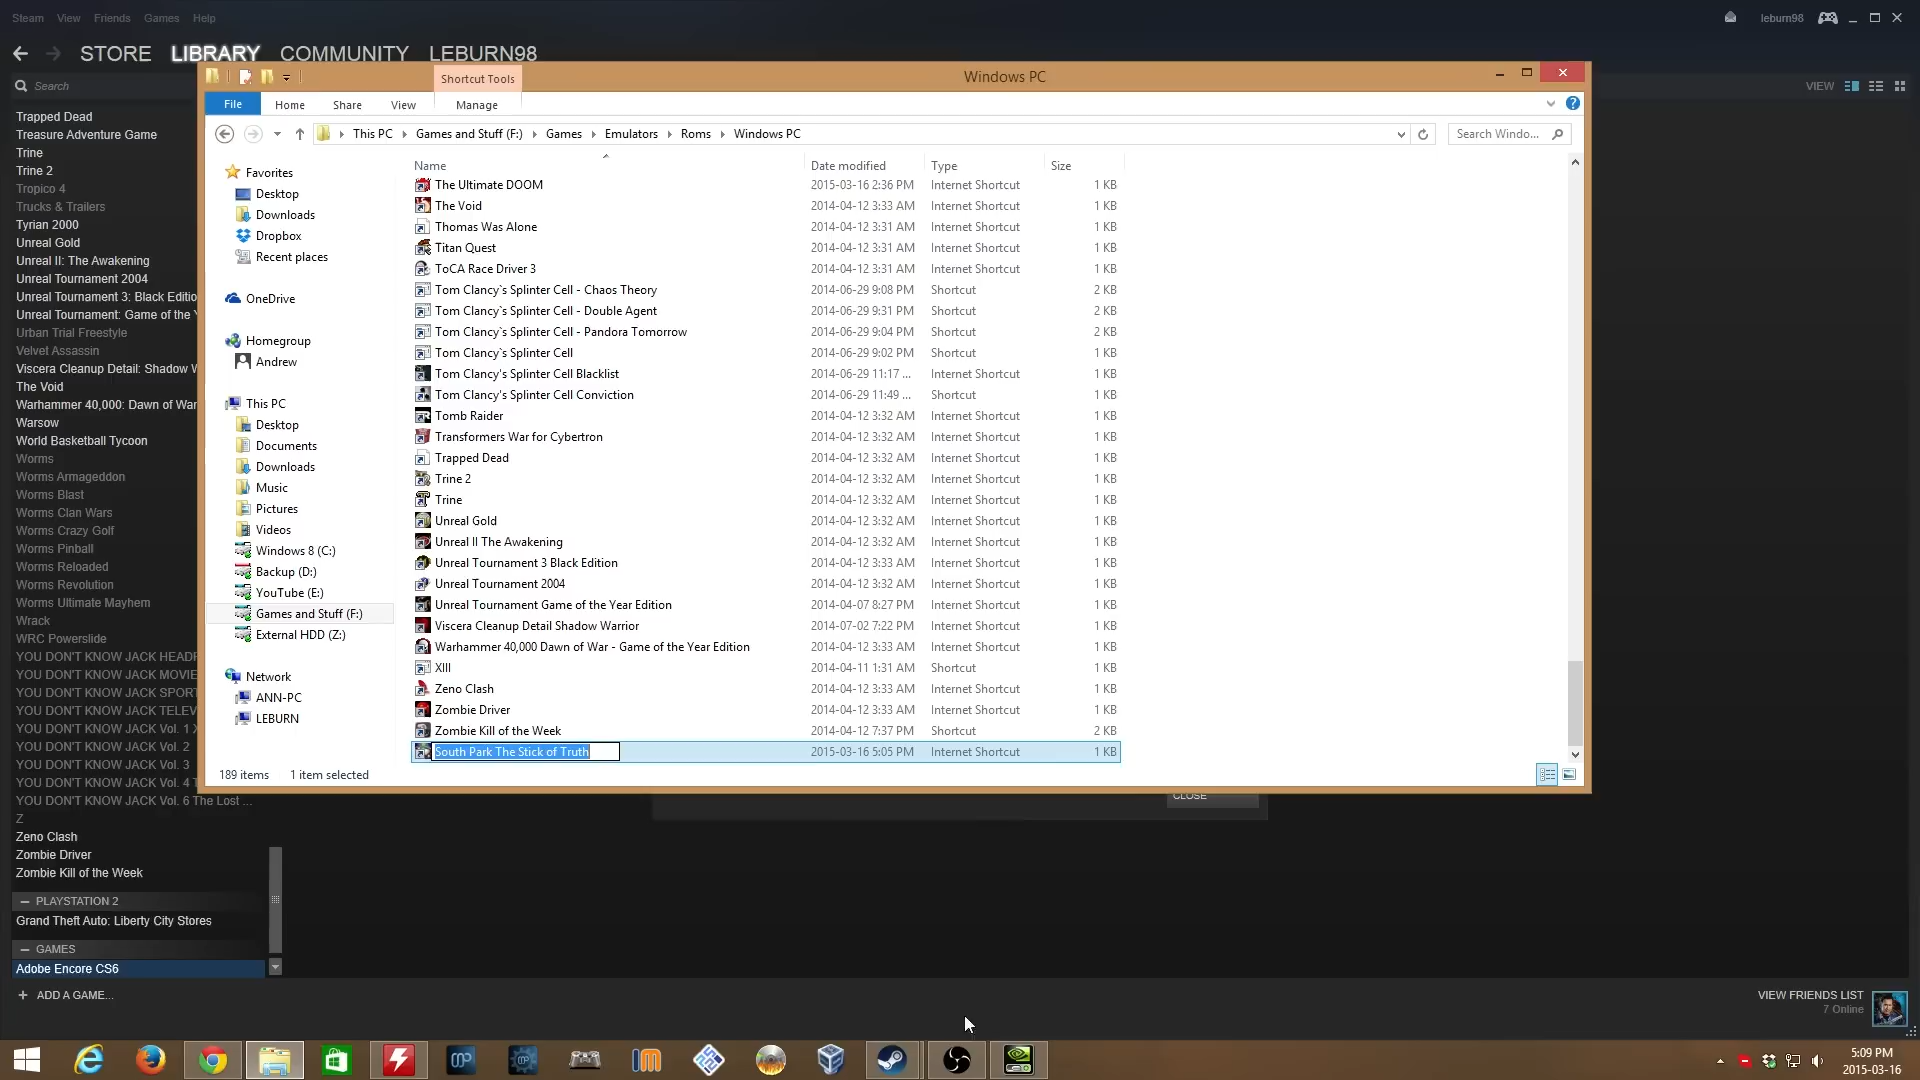 Steam View Friends Games Help
leburn98
STORE LIBRARY COMMUNITY LEBURN98
Search
VIEW
Trapped Dead
Treasure Adventure Game
Trine
Trine 2
Tropico 4
Trucks & Trailers
Tyrian 2000
Unreal Gold
Unreal II: The Awakening
Unreal Tournament 2004
Unreal Tournament 3: Black Editio
Unreal Tournament: Game of the Y
Urban Trial Freestyle
Velvet Assassin
Viscera Cleanup Detail: Shadow W
The Void
Warhammer 40,000: Dawn of War
Warsow
World Basketball Tycoon
Worms
Worms Armageddon
Worms Blast
Worms Clan Wars
Worms Crazy Golf
Worms Pinball
Worms Reloaded
Worms Revolution
Worms Ultimate Mayhem
Wrack
WRC Powerslide
YOU DON'T KNOW JACK HEADR
YOU DON'T KNOW JACK MOVIE
YOU DON'T KNOW JACK SPORT
YOU DON'T KNOW JACK TELEV
YOU DON'T KNOW JACK Vol. 1 X
YOU DON'T KNOW JACK Vol. 2
YOU DON'T KNOW JACK Vol. 3
YOU DON'T KNOW JACK Vol. 4 T
YOU DON'T KNOW JACK Vol. 6 The Lost ...
Z
Zeno Clash
Zombie Driver
Zombie Kill of the Week
PLAYSTATION 2
Grand Theft Auto: Liberty City Stores
GAMES
Adobe Encore CS6
+ ADD A GAME...
Shortcut Tools
Windows PC
File Home Share View Manage
This PC Games and Stuff (F:) Games Emulators Roms Windows PC
Search Windo...
Favorites
Desktop
Downloads
Dropbox
Recent places
OneDrive
Homegroup
Andrew
This PC
Desktop
Documents
Downloads
Music
Pictures
Videos
Windows 8 (C:)
Backup (D:)
YouTube (E:)
Games and Stuff (F:)
External HDD (Z:)
Network
ANN-PC
LEBURN
Name Date modified Type Size
The Ultimate DOOM 2015-03-16 2:36 PM Internet Shortcut 1 KB
The Void 2014-04-12 3:33 AM Internet Shortcut 1 KB
Thomas Was Alone 2014-04-12 3:31 AM Internet Shortcut 1 KB
Titan Quest 2014-04-12 3:31 AM Internet Shortcut 1 KB
ToCA Race Driver 3 2014-04-12 3:31 AM Internet Shortcut 1 KB
Tom Clancy`s Splinter Cell - Chaos Theory 2014-06-29 9:08 PM Shortcut 2 KB
Tom Clancy`s Splinter Cell - Double Agent 2014-06-29 9:31 PM Shortcut 2 KB
Tom Clancy`s Splinter Cell - Pandora Tomorrow 2014-06-29 9:04 PM Shortcut 2 KB
Tom Clancy`s Splinter Cell 2014-06-29 9:02 PM Shortcut 1 KB
Tom Clancy's Splinter Cell Blacklist 2014-06-29 11:17 ... Internet Shortcut 1 KB
Tom Clancy's Splinter Cell Conviction 2014-06-29 11:49 ... Shortcut 1 KB
Tomb Raider 2014-04-12 3:32 AM Internet Shortcut 1 KB
Transformers War for Cybertron 2014-04-12 3:32 AM Internet Shortcut 1 KB
Trapped Dead 2014-04-12 3:32 AM Internet Shortcut 1 KB
Trine 2 2014-04-12 3:32 AM Internet Shortcut 1 KB
Trine 2014-04-12 3:32 AM Internet Shortcut 1 KB
Unreal Gold 2014-04-12 3:32 AM Internet Shortcut 1 KB
Unreal II The Awakening 2014-04-12 3:32 AM Internet Shortcut 1 KB
Unreal Tournament 3 Black Edition 2014-04-12 3:33 AM Internet Shortcut 1 KB
Unreal Tournament 2004 2014-04-12 3:32 AM Internet Shortcut 1 KB
Unreal Tournament Game of the Year Edition 2014-04-07 8:27 PM Internet Shortcut 1 KB
Viscera Cleanup Detail Shadow Warrior 2014-07-02 7:22 PM Internet Shortcut 1 KB
Warhammer 40,000 Dawn of War - Game of the Year Edition 2014-04-12 3:33 AM Internet Shortcut 1 KB
XIII 2014-04-11 1:31 AM Shortcut 1 KB
Zeno Clash 2014-04-12 3:33 AM Internet Shortcut 1 KB
Zombie Driver 2014-04-12 3:33 AM Internet Shortcut 1 KB
Zombie Kill of the Week 2014-04-12 7:37 PM Shortcut 2 KB
South Park The Stick of Truth 2015-03-16 5:05 PM Internet Shortcut 1 KB
189 items 1 item selected
CLOSE
VIEW FRIENDS LIST
7 Online
5:09 PM
2015-03-16